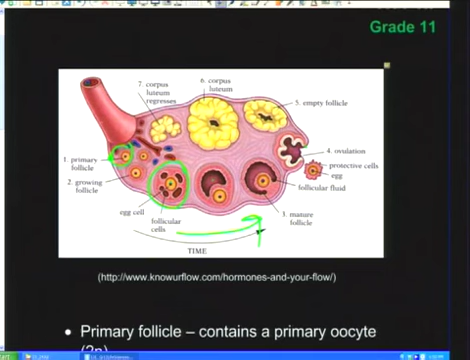 Grade 11
6. corpus
luteum
7. corpus
luteum
regresses
5. empty follicle
4. ovulation
1. primary
follicle
protective cells
egg
2. growing
follicle
follicular fluid
egg cell
follicular
cells
3. mature
follicle
TIME
(http://www.knowurflow.com/hormones-and-your-flow/)
• Primary follicle – contains a primary oocyte
(2n)